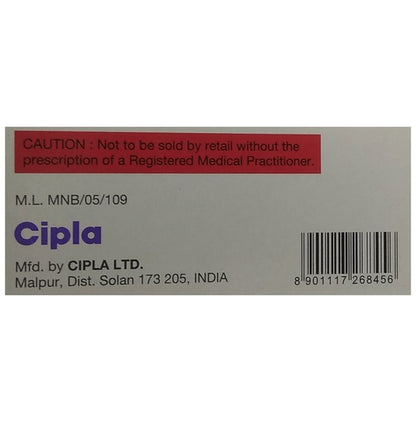 CAUTION : Not to be sold by retail without the
prescription of a Registered Medical Practitioner.
M.L. MNB/05/109
Cipla
Mfd. by CIPLA LTD.
Malpur, Dist. Solan 173 205, INDIA
8 901117 268456